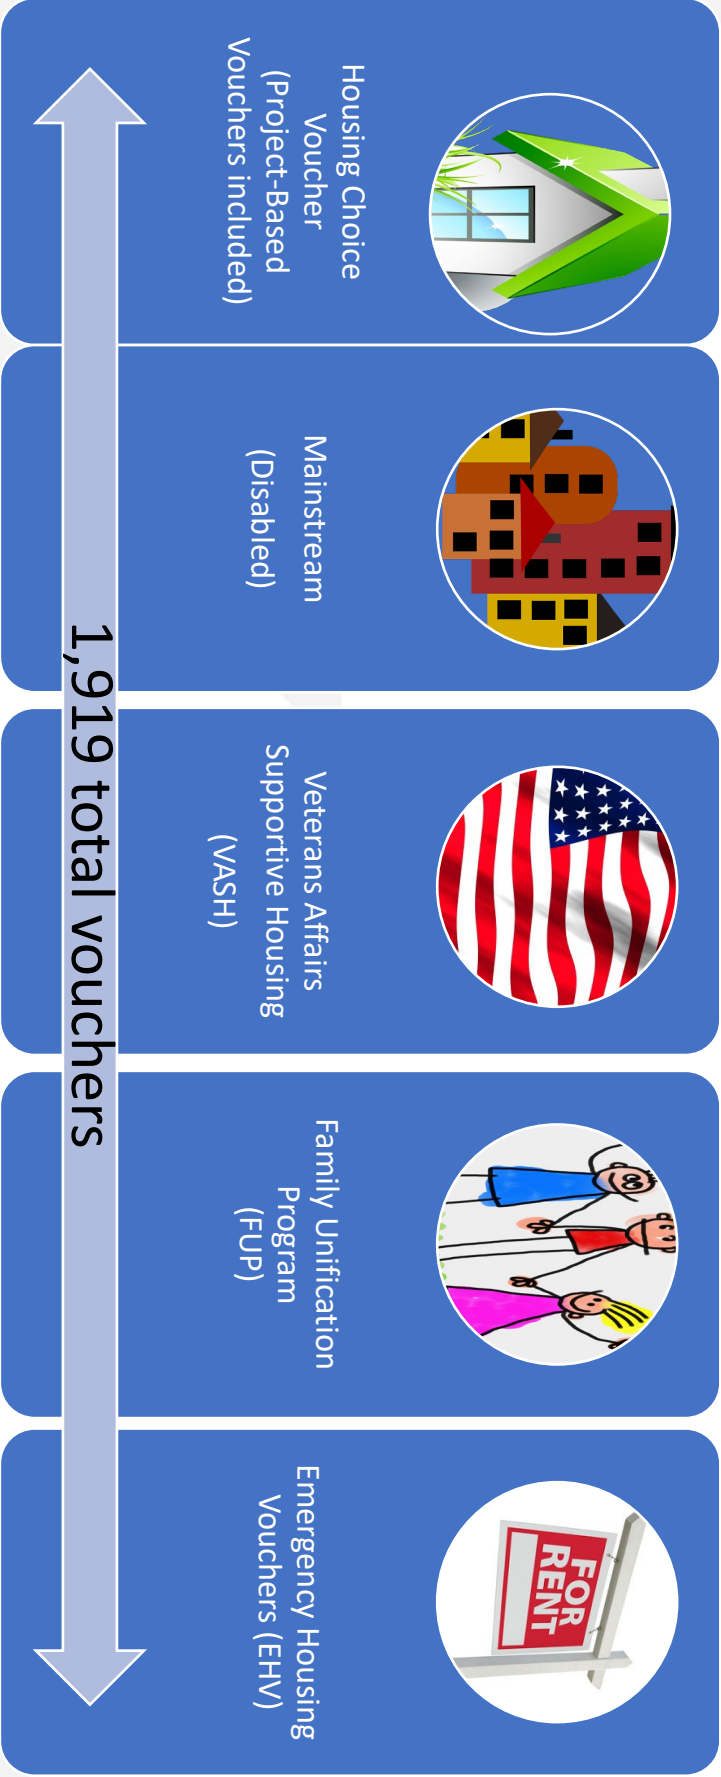 Housing Choice
Voucher
(Project-Based
Vouchers included)
Mainstream
(Disabled)
Veterans Affairs
Supportive Housing
(VASH)
FOR
RENT
Family Unification
Program
(FUP)
Emergency Housing
Vouchers (EHV)
1,919 total vouchers